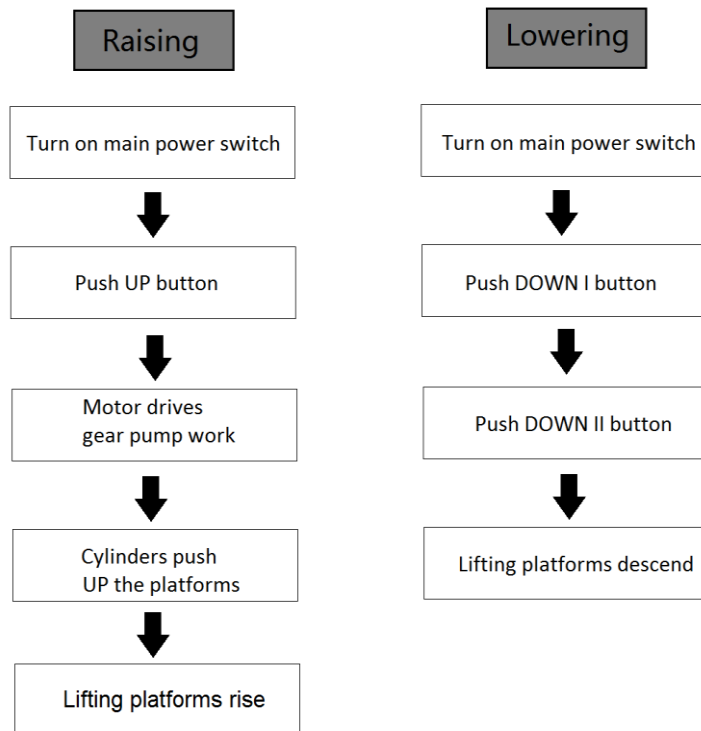 Raising
Turn on main power switch
Push UP button
Motor drives
gear pump work
Cylinders push
UP the platforms
Lifting platforms rise
Lowering
Turn on main power switch
Push DOWN I button
Push DOWN II button
Lifting platforms descend